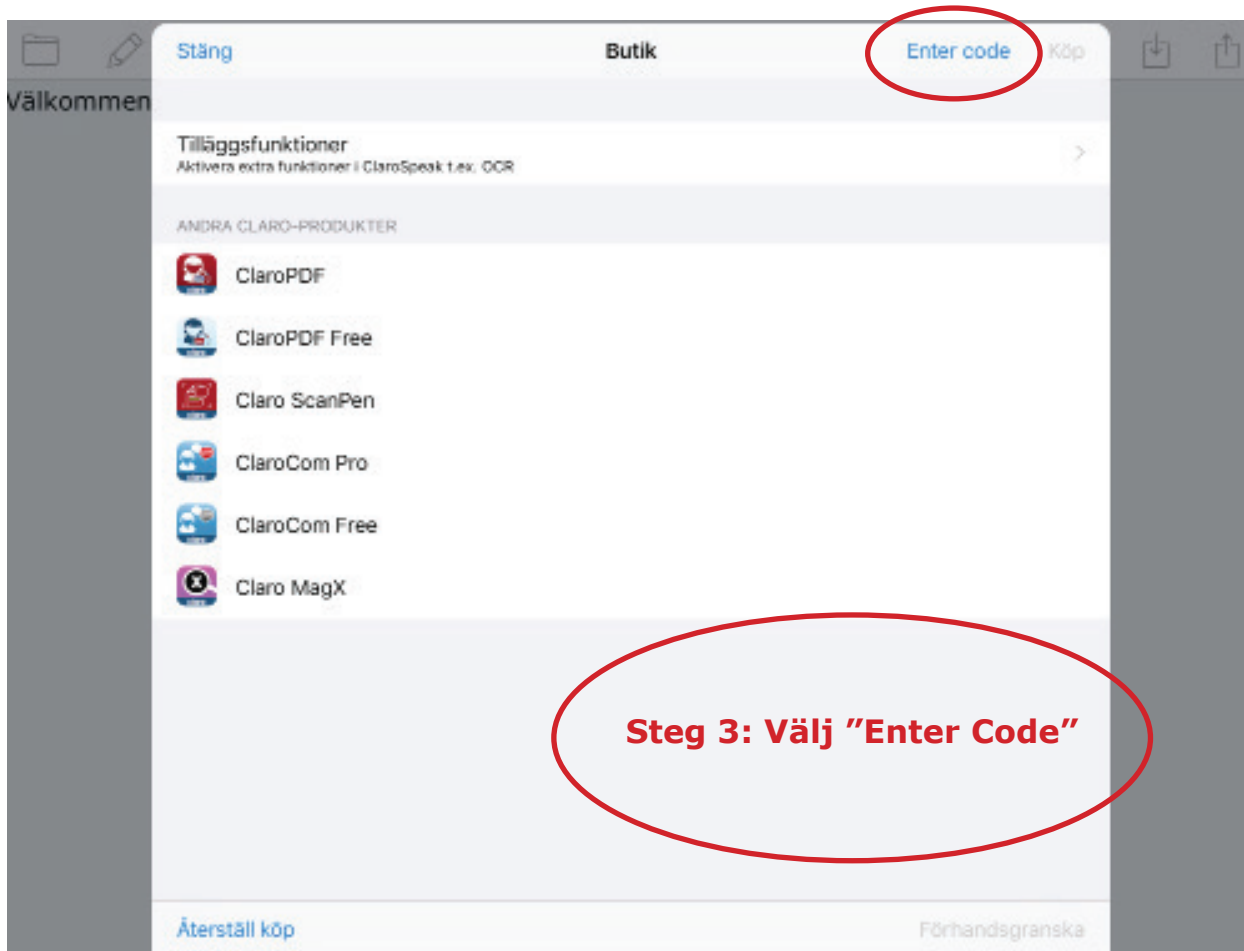 Stäng
Butik
Enter code
Köp
Välkommen
Tilläggsfunktioner
Aktivera extra funktioner i ClaroSpeak t.ex. OCR
ANDRA CLARO-PRODUKTER
ClaroPDF
ClaroPDF Free
Claro ScanPen
ClaroCom Pro
ClaroCom Free
Claro MagX
Steg 3: Välj ”Enter Code”
Återställ köp
Förhandsgranska